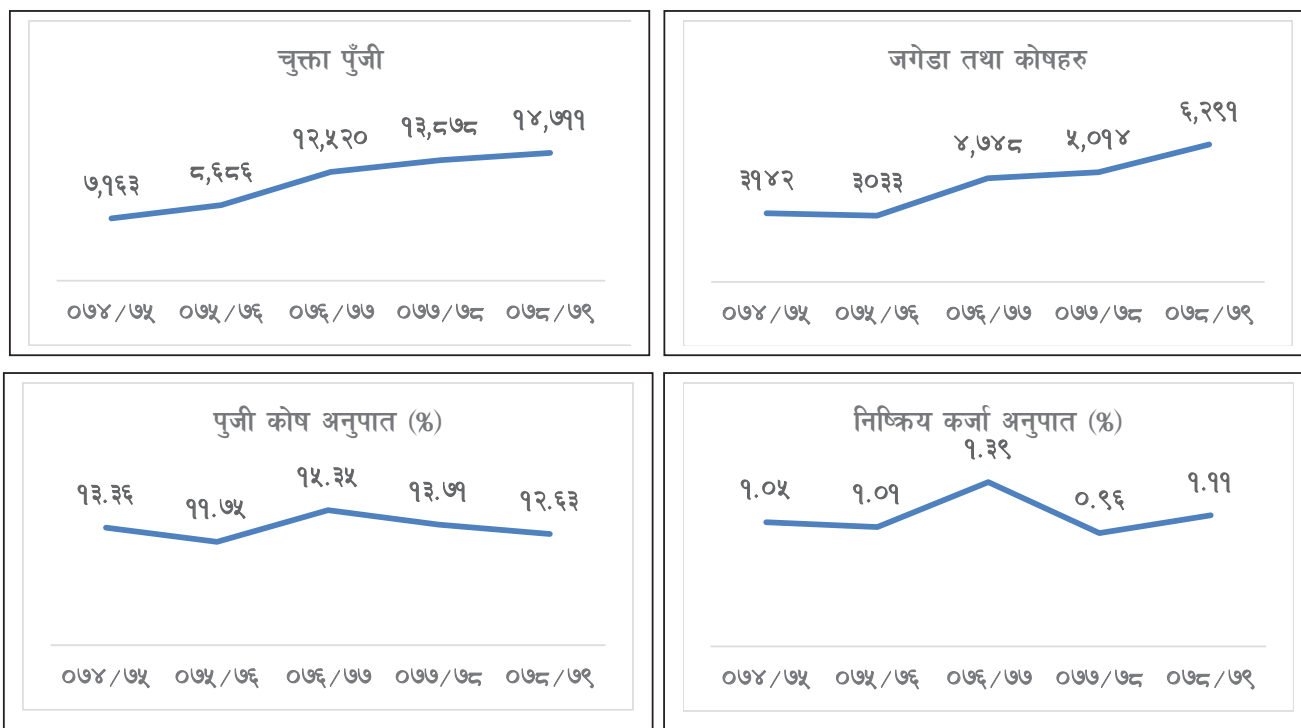 चुक्ता पुँजी
७,१६३ ८,६८६ १२,५२० १३,८७८ १४,७११
०७४/७५ ०७५/७६ ०७६/७७ ०७७/७८ ०७८/७९
जगेडा तथा कोषहरु
३१४२ ३०३३ ४,७४८ ५,०१४ ६,२९१
०७४/७५ ०७५/७६ ०७६/७७ ०७७/७८ ०७८/७९
पुजी कोष अनुपात (%)
१३.३६ ११.७५ १५.३५ १३.७१ १२.६३
०७४/७५ ०७५/७६ ०७६/७७ ०७७/७८ ०७८/७९
निष्क्रिय कर्जा अनुपात (%)
१.०५ १.०१ १.३९ ०.९६ १.११
०७४/७५ ०७५/७६ ०७६/७७ ०७७/७८ ०७८/७९